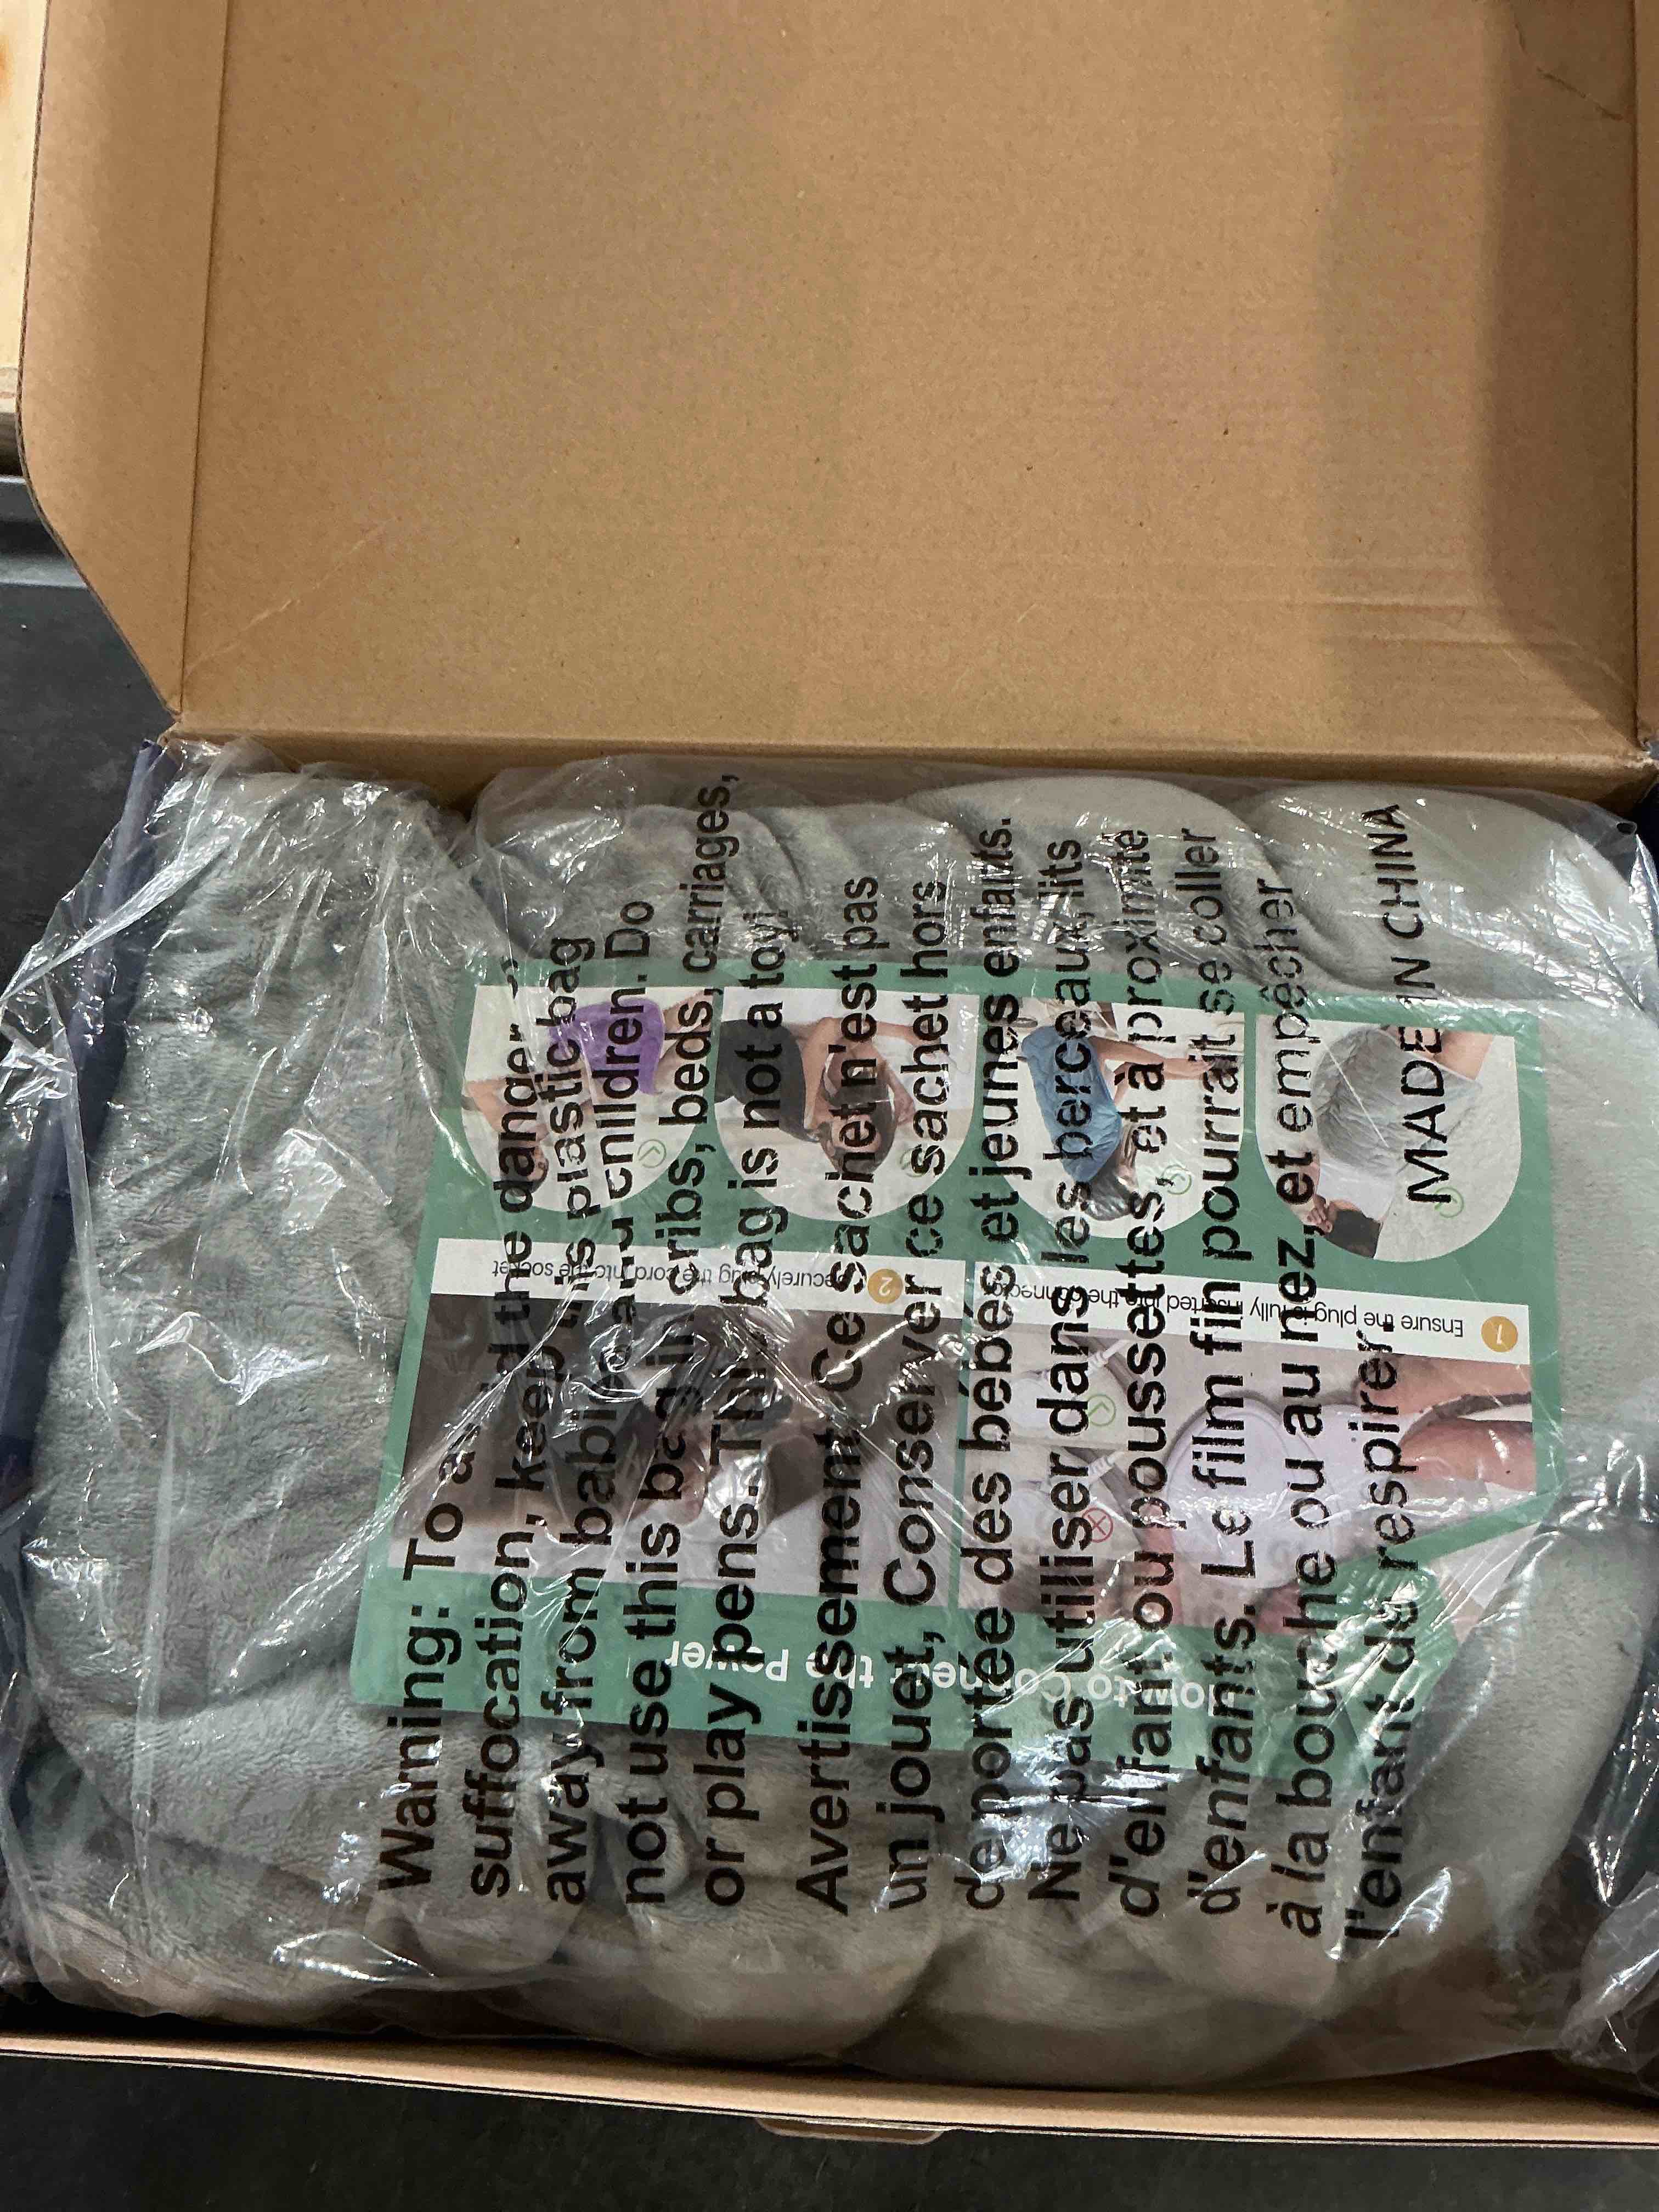 Warning: To avoid the danger
suffocation, keep this plastic bag
away from babies and children. Do
not use this bag in cribs, beds, carriages,
or play pens. This bag is not a toy.
Avertissement Ce sachet n'est pas
un jouet, Conserver ce sachet hors
de portée des bébés et jeunes enfants.
Ne pas utiliser dans les berceaux, lits
d'enfant ou poussettes, et à proximité
d'enfants. Le film fin pourrait se coller
à la bouche ou au nez, et empêcher
l'enfant de respirer.
MADE IN CHINA
How to Connect the Power
1 Ensure the plug is fully inserted into the connector
2 Securely plug the cord into the socket